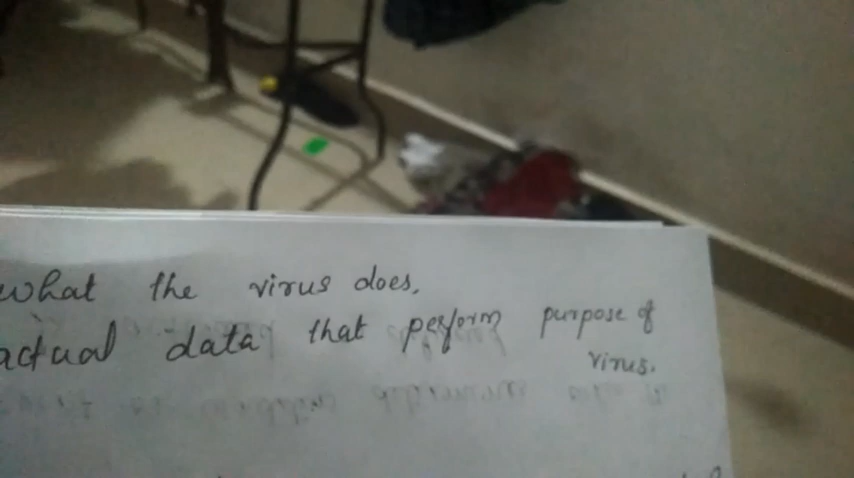 what the virus does,
actual data that perform purpose of
virus.